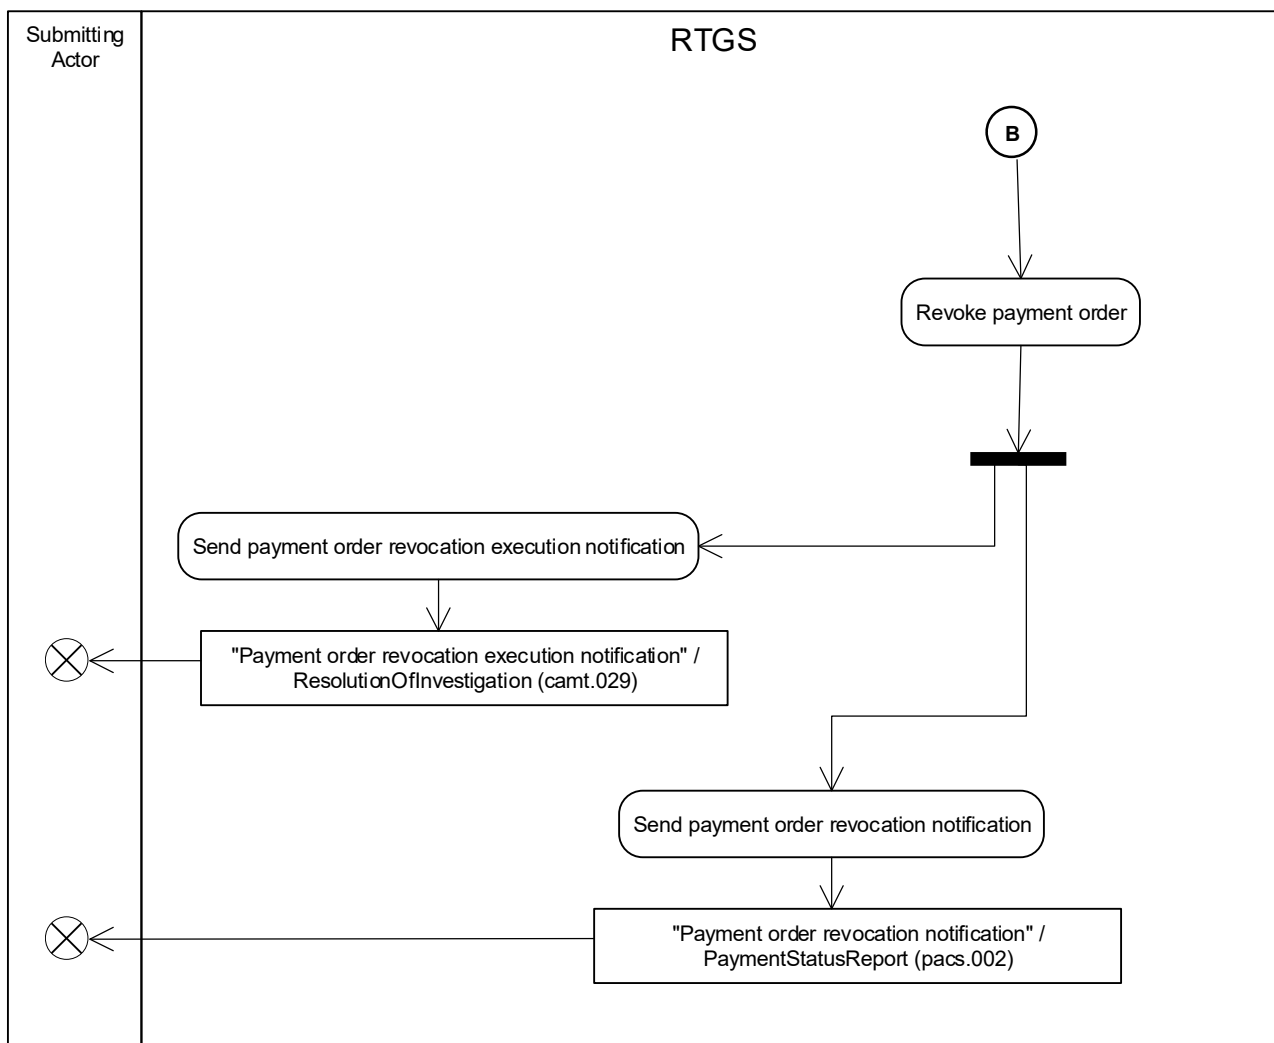 Submitting
Actor
RTGS
B
Revoke payment order
Send payment order revocation execution notification
"Payment order revocation execution notification" /
ResolutionOfInvestigation (camt.029)
Send payment order revocation notification
"Payment order revocation notification" /
PaymentStatusReport (pacs.002)